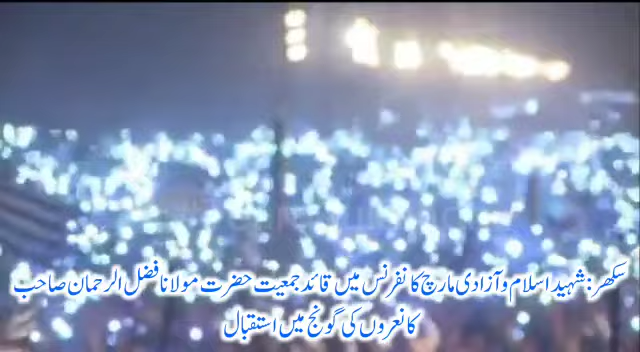 سکھر: شہید اسلام و آزادی مارچ کانفرنس میں قائد جمعیت حضرت مولانا فضل الرحمان صاحب
کا نعروں کی گونج میں استقبال